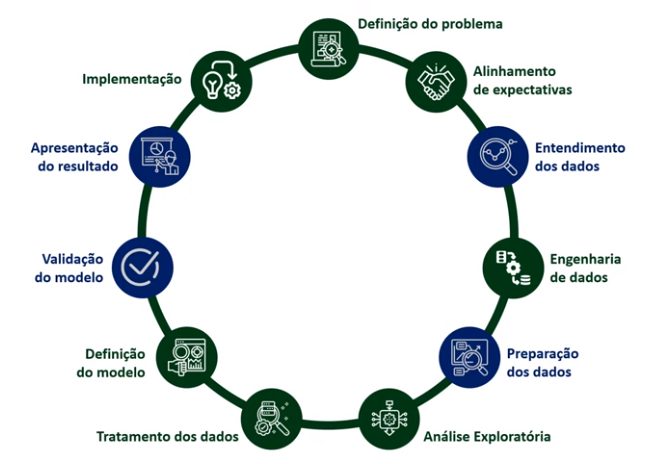 Definição do problema
Alinhamento
de expectativas
Entendimento
dos dados
Engenharia
de dados
Preparação
dos dados
Análise Exploratória
Tratamento dos dados
Definição
do modelo
Validação
do modelo
Apresentação
do resultado
Implementação